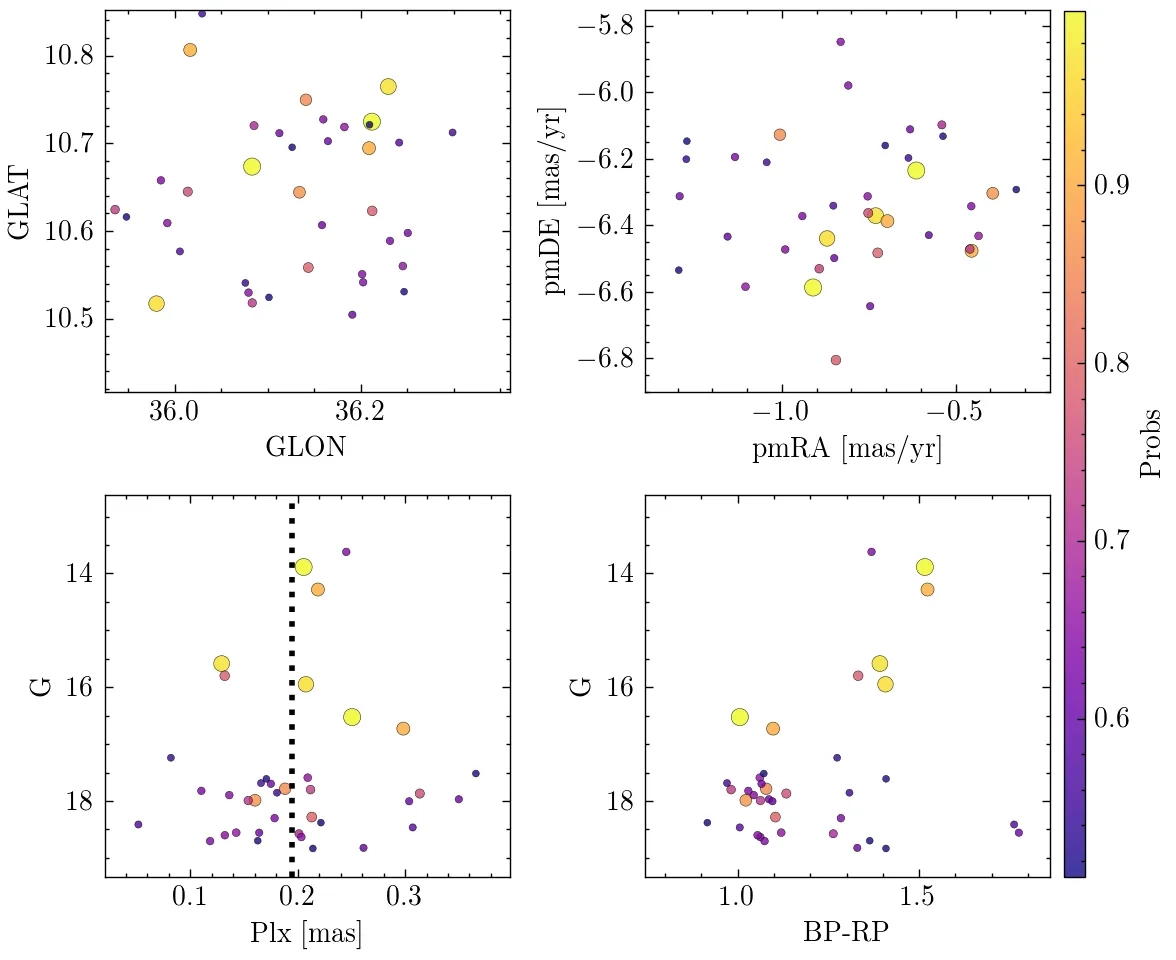 10.8
10.7
10.6
10.5
GLAT
36.0 36.2
GLON
−5.8
−6.0
−6.2
−6.4
−6.6
−6.8
pmDE [mas/yr]
−1.0 −0.5
pmRA [mas/yr]
14
16
18
G
0.1 0.2 0.3
Plx [mas]
14
16
18
G
1.0 1.5
BP-RP
0.9
0.8
0.7
0.6
Probs